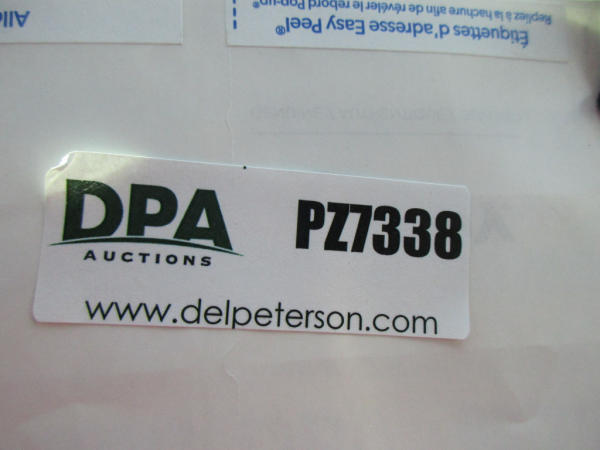 Étiquettes d'adresse Easy Peel®
Repliez à la hachure afin de révéler le rebord Pop-up®
Alle
DPA
AUCTIONS
PZ7338
www.delpeterson.com